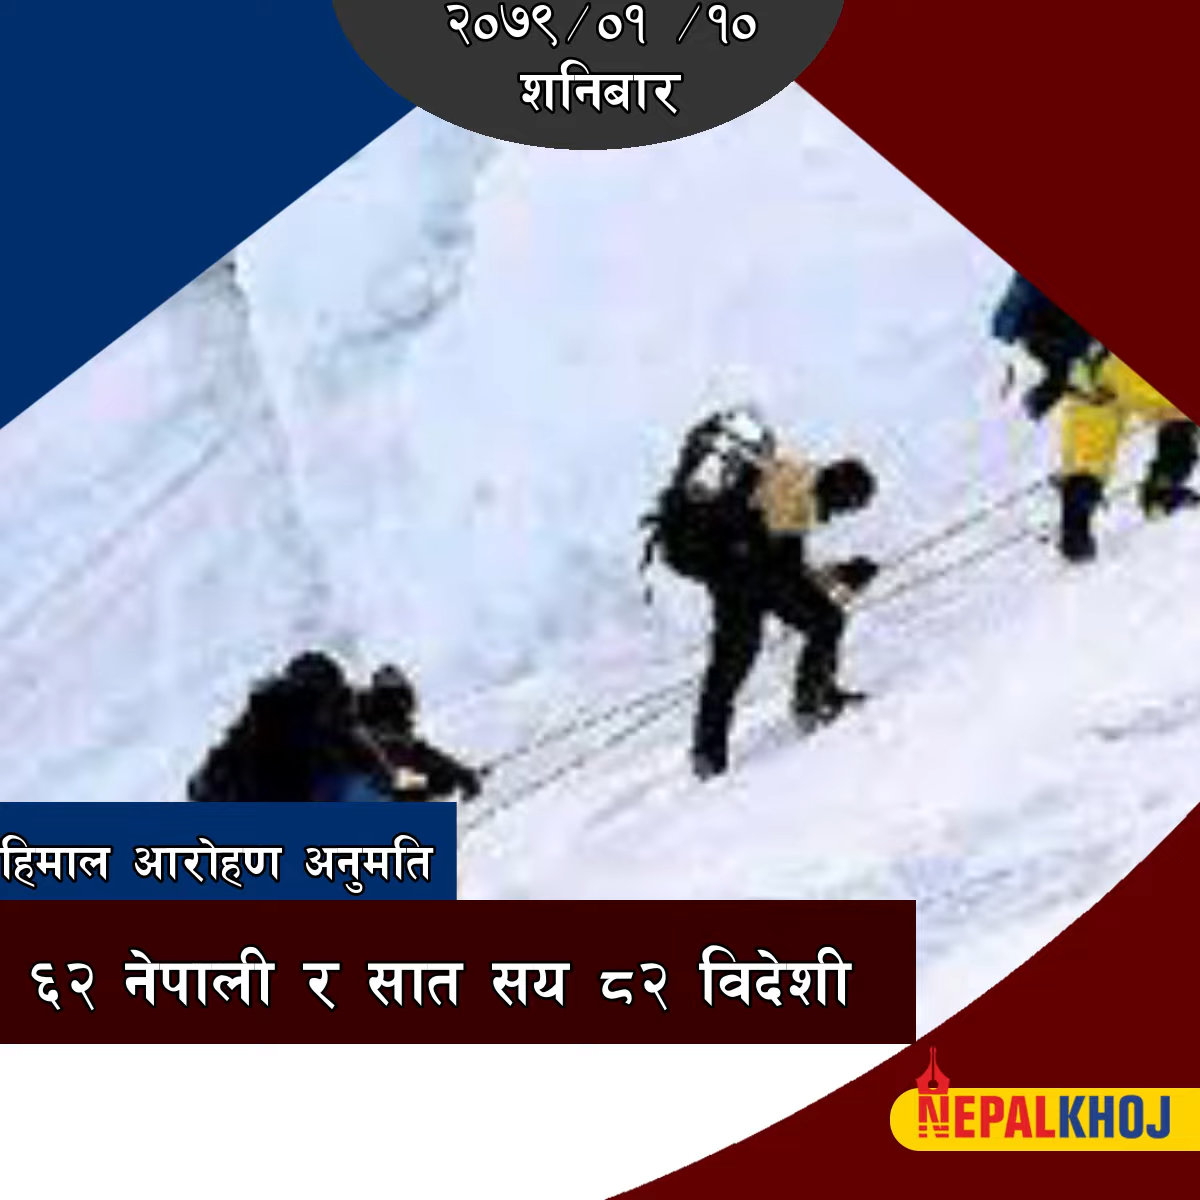 २०७९/०१ /१०
शनिबार
हिमाल आरोहण अनुमति
६२ नेपाली र सात सय ८२ विदेशी
NEPALKHOJ